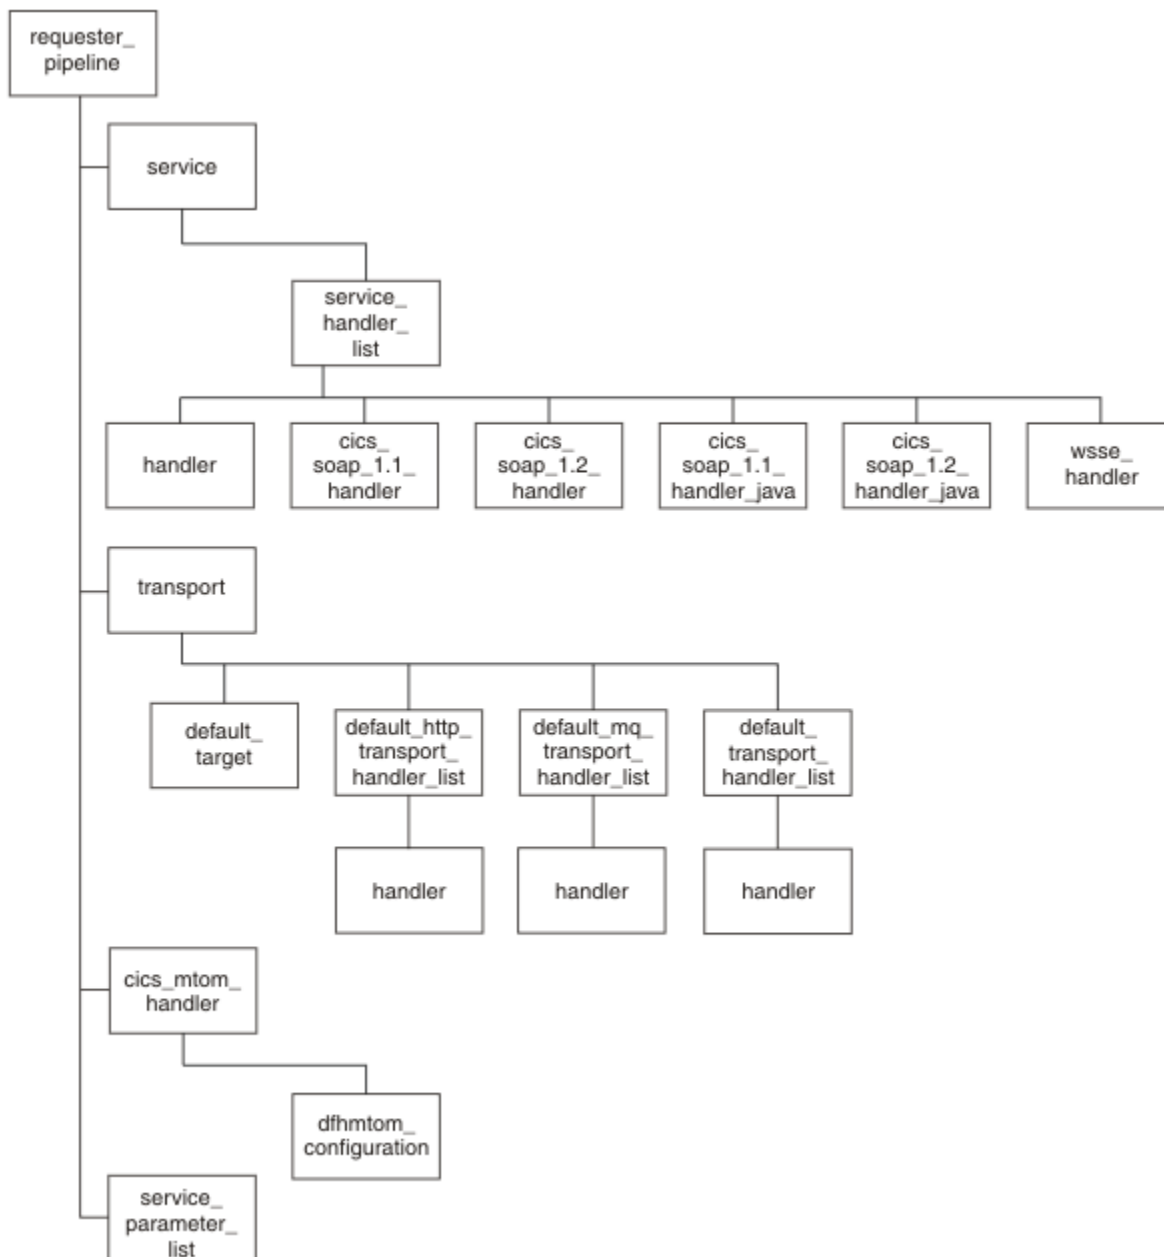 requester_
pipeline
service
service_
handler_
list
handler
cics_
soap_1.1_
handler
cics_
soap_1.2_
handler
cics_
soap_1.1_
handler_java
cics_
soap_1.2_
handler_java
wsse_
handler
transport
default_
target
default_http_
transport_
handler_list
default_mq_
transport_
handler_list
default_
transport_
handler_list
handler
handler
handler
cics_mtom_
handler
dfhmtom_
configuration
service_
parameter_
list